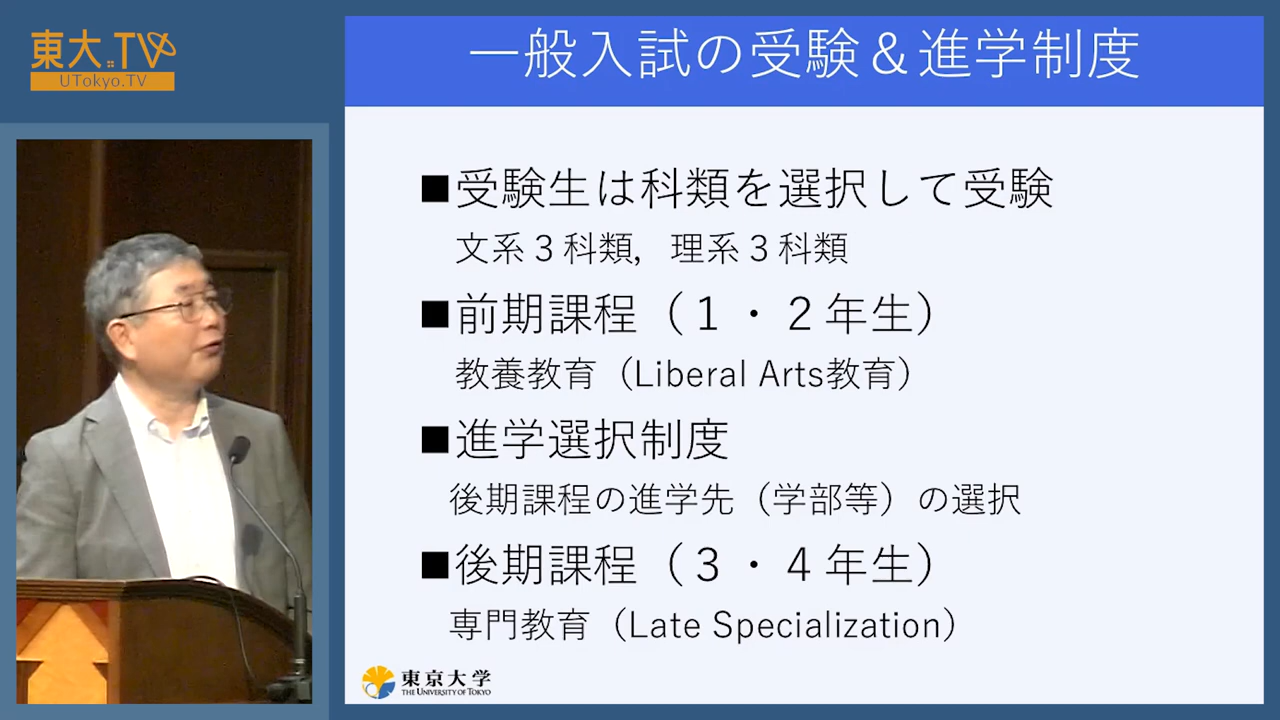 東大.TV
UTokyo.TV
一般入試の受験＆進学制度
■受験生は科類を選択して受験
文系３科類，理系３科類
■前期課程（１・２年生）
教養教育（Liberal Arts教育）
■進学選択制度
後期課程の進学先（学部等）の選択
■後期課程（３・４年生）
専門教育（Late Specialization）
東京大学
THE UNIVERSITY OF TOKYO